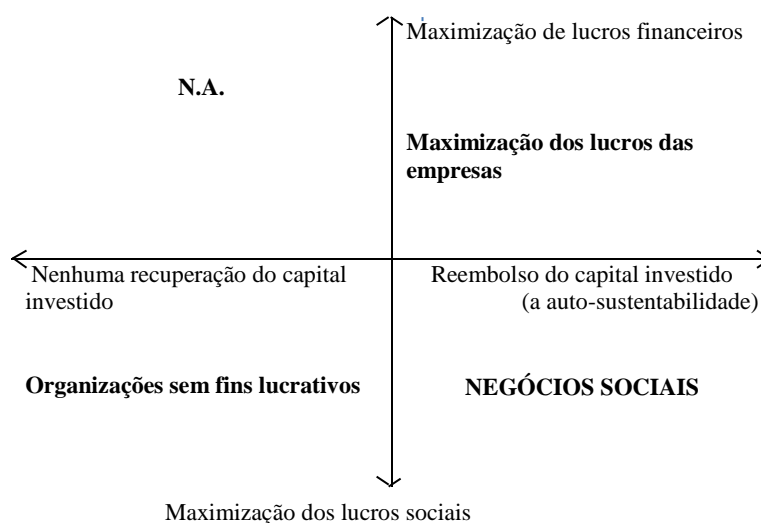 Maximização de lucros financeiros
N.A.
Maximização dos lucros das
empresas
Nenhuma recuperação do capital
investido
Reembolso do capital investido
(a auto-sustentabilidade)
Organizações sem fins lucrativos
NEGÓCIOS SOCIAIS
Maximização dos lucros sociais